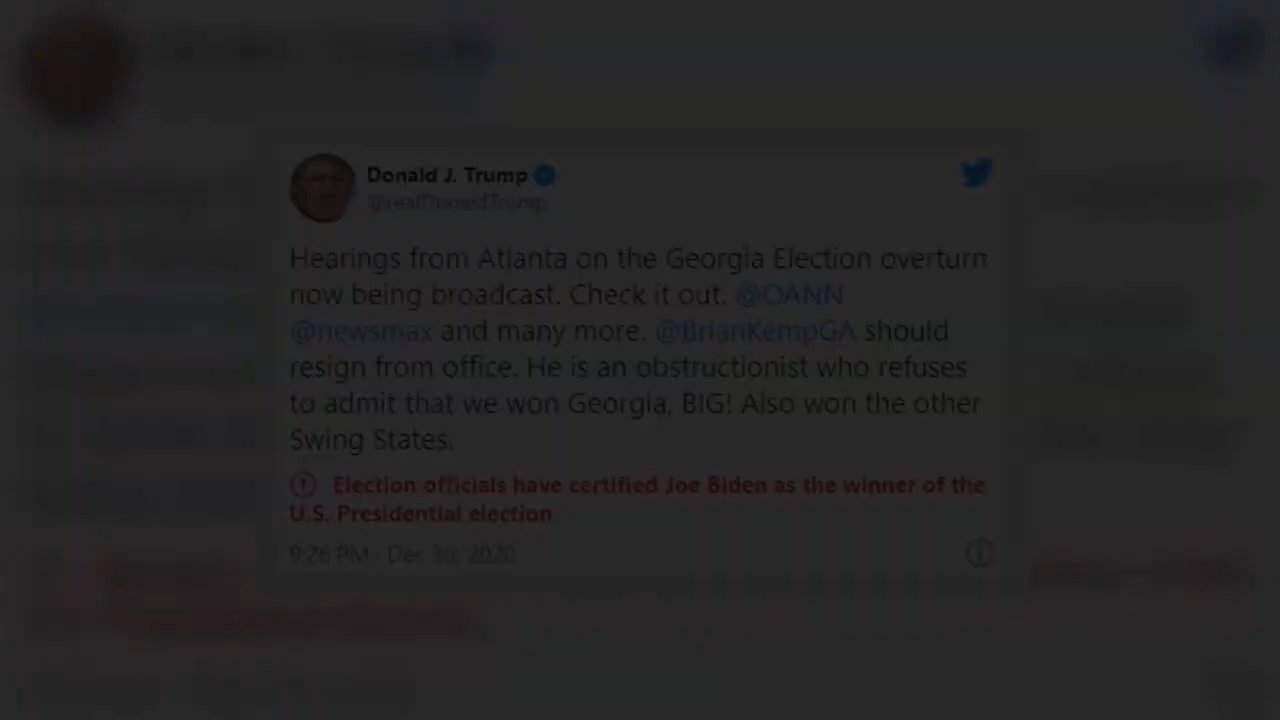 Donald J. Trump
@realDonaldTrump
Hearings from Atlanta on the Georgia Election overturn
now being broadcast. Check it out. @OANN
@newsmax and many more. @BrianKempGA should
resign from office. He is an obstructionist who refuses
to admit that we won Georgia, BIG! Also won the other
Swing States.
Election officials have certified Joe Biden as the winner of the
U.S. Presidential election
9:26 PM · Dec 30, 2020